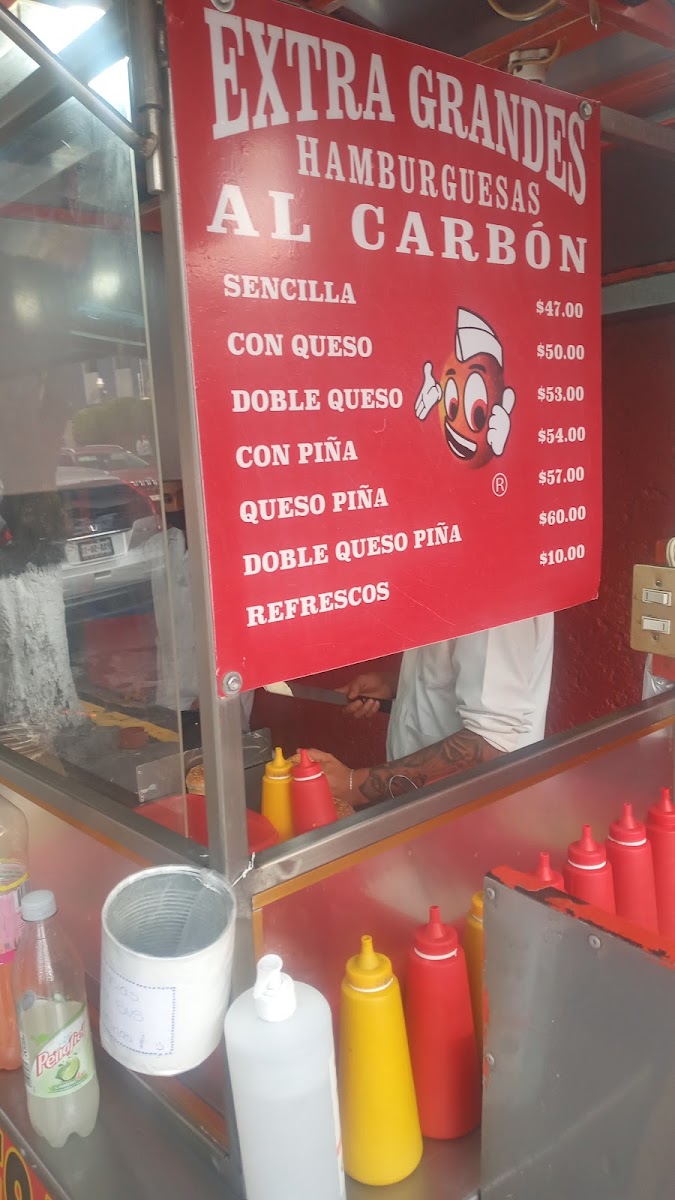 EXTRA GRANDES
HAMBURGUESAS
AL CARBÓN
SENCILLA $47.00
CON QUESO $50.00
DOBLE QUESO $53.00
CON PIÑA $54.00
QUESO PIÑA $57.00
DOBLE QUESO PIÑA $60.00
REFRESCOS $10.00
®
Peñafiel